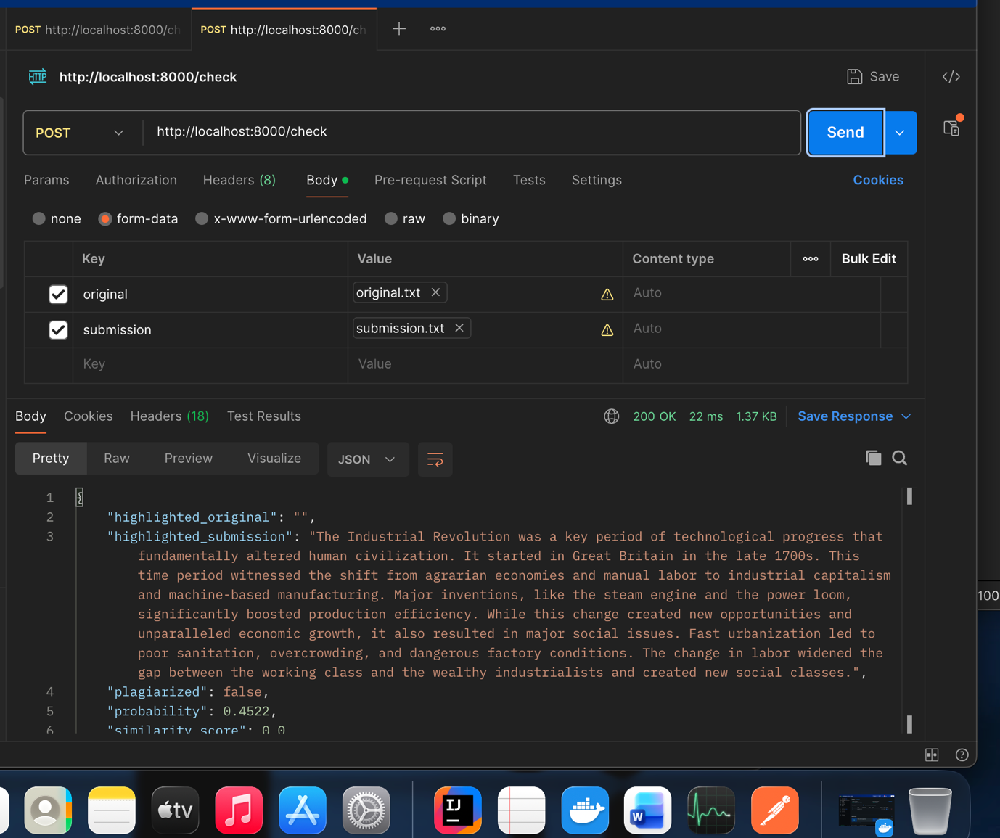 POST http://localhost:8000/ch
POST http://localhost:8000/ch
HTTP http://localhost:8000/check
Save
POST http://localhost:8000/check
Send
Params Authorization Headers (8) Body Pre-request Script Tests Settings Cookies
none form-data x-www-form-urlencoded raw binary
Key Value Content type Bulk Edit
original original.txt Auto
submission submission.txt Auto
Key Value Auto
Body Cookies Headers (18) Test Results 200 OK 22 ms 1.37 KB Save Response
Pretty Raw Preview Visualize JSON
1 {
2 "highlighted_original": "",
3 "highlighted_submission": "The Industrial Revolution was a key period of technological progress that
fundamentally altered human civilization. It started in Great Britain in the late 1700s. This
time period witnessed the shift from agrarian economies and manual labor to industrial capitalism
100
and machine-based manufacturing. Major inventions, like the steam engine and the power loom,
significantly boosted production efficiency. While this change created new opportunities and
unparalleled economic growth, it also resulted in major social issues. Fast urbanization led to
poor sanitation, overcrowding, and dangerous factory conditions. The change in labor widened the
gap between the working class and the wealthy industrialists and created new social classes.",
4 "plagiarized": false,
5 "probability": 0.4522,
6 "similarity_score": 0.0
tv
IJ
W